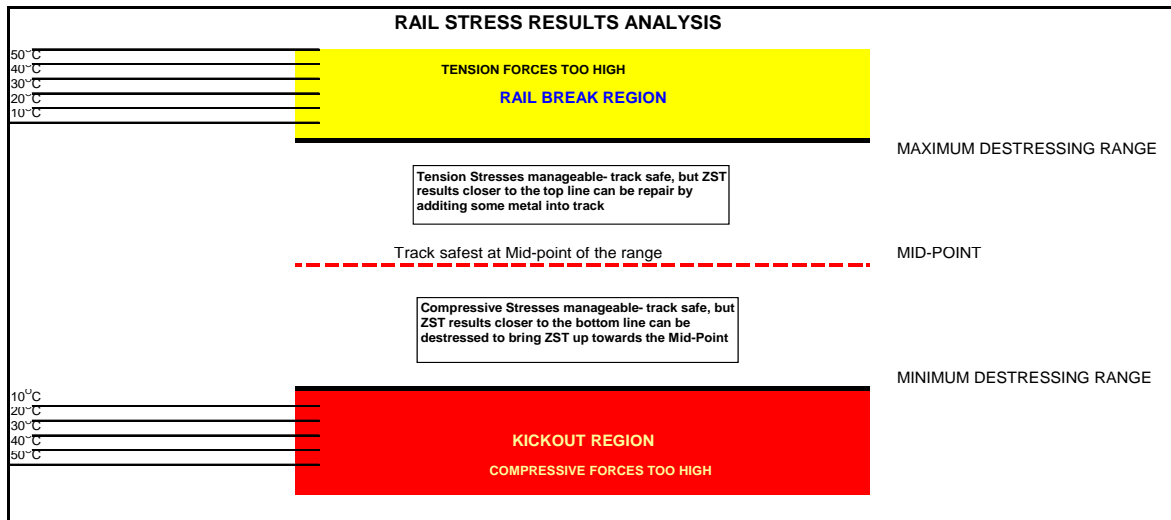 RAIL STRESS RESULTS ANALYSIS
50°C
40°C
30°C
20°C
10°C
TENSION FORCES TOO HIGH
RAIL BREAK REGION
MAXIMUM DESTRESSING RANGE
Tension Stresses manageable- track safe, but ZST
results closer to the top line can be repair by
additing some metal into track
Track safest at Mid-point of the range
MID-POINT
Compressive Stresses manageable- track safe, but
ZST results closer to the bottom line can be
destressed to bring ZST up towards the Mid-Point
MINIMUM DESTRESSING RANGE
10°C
20°C
30°C
40°C
50°C
KICKOUT REGION
COMPRESSIVE FORCES TOO HIGH